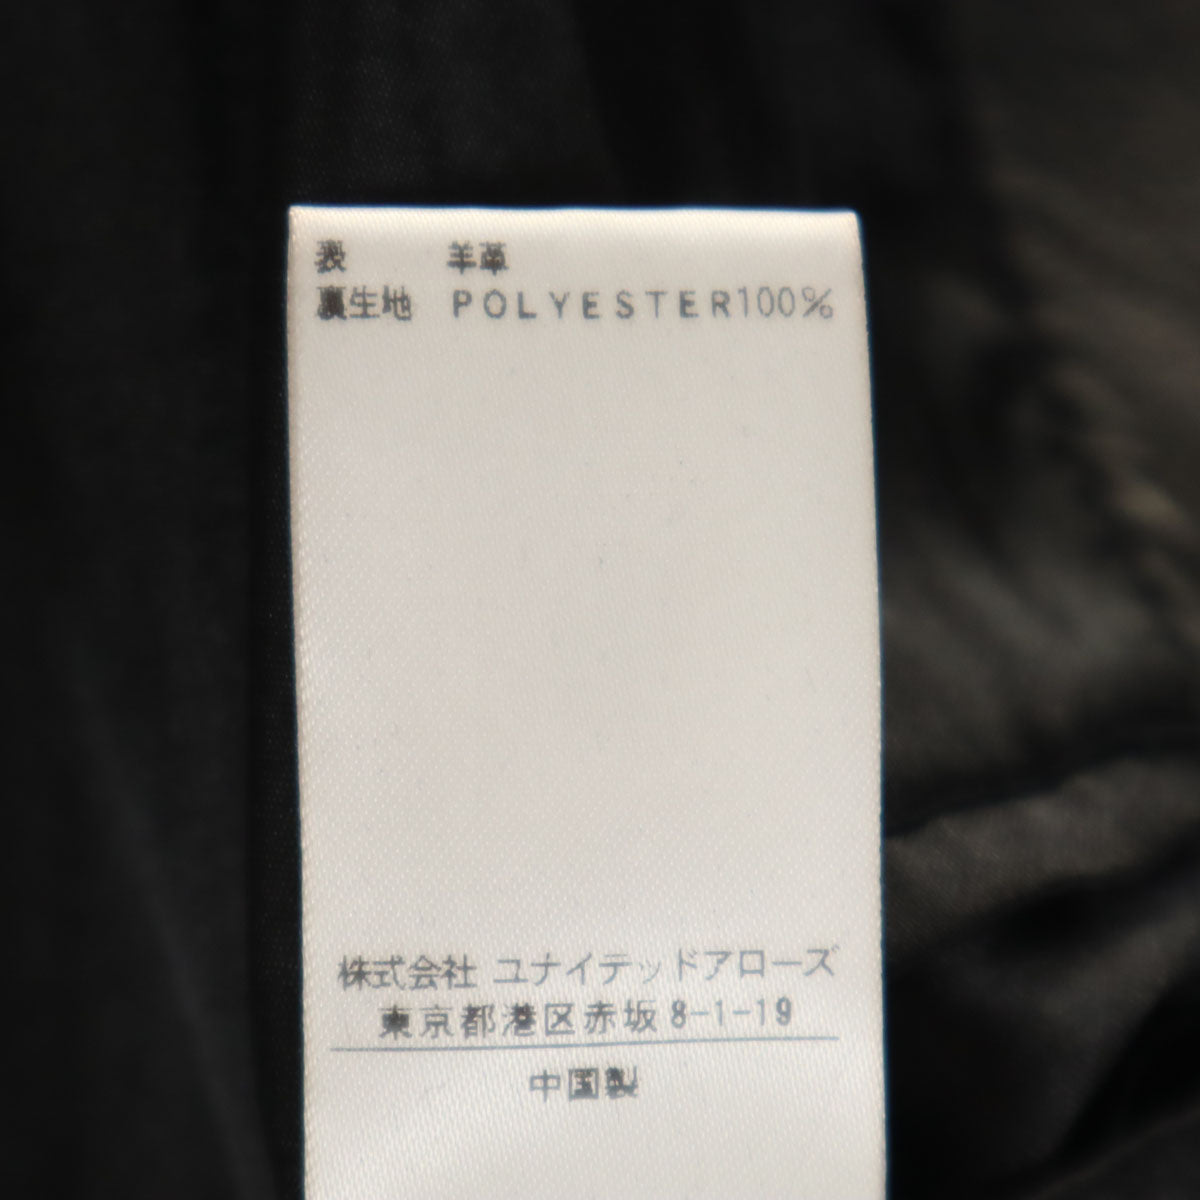 表 羊革
裏生地 POLYESTER100%
株式会社 ユナイテッドアローズ
東京都港区赤坂8-1-19
中国製